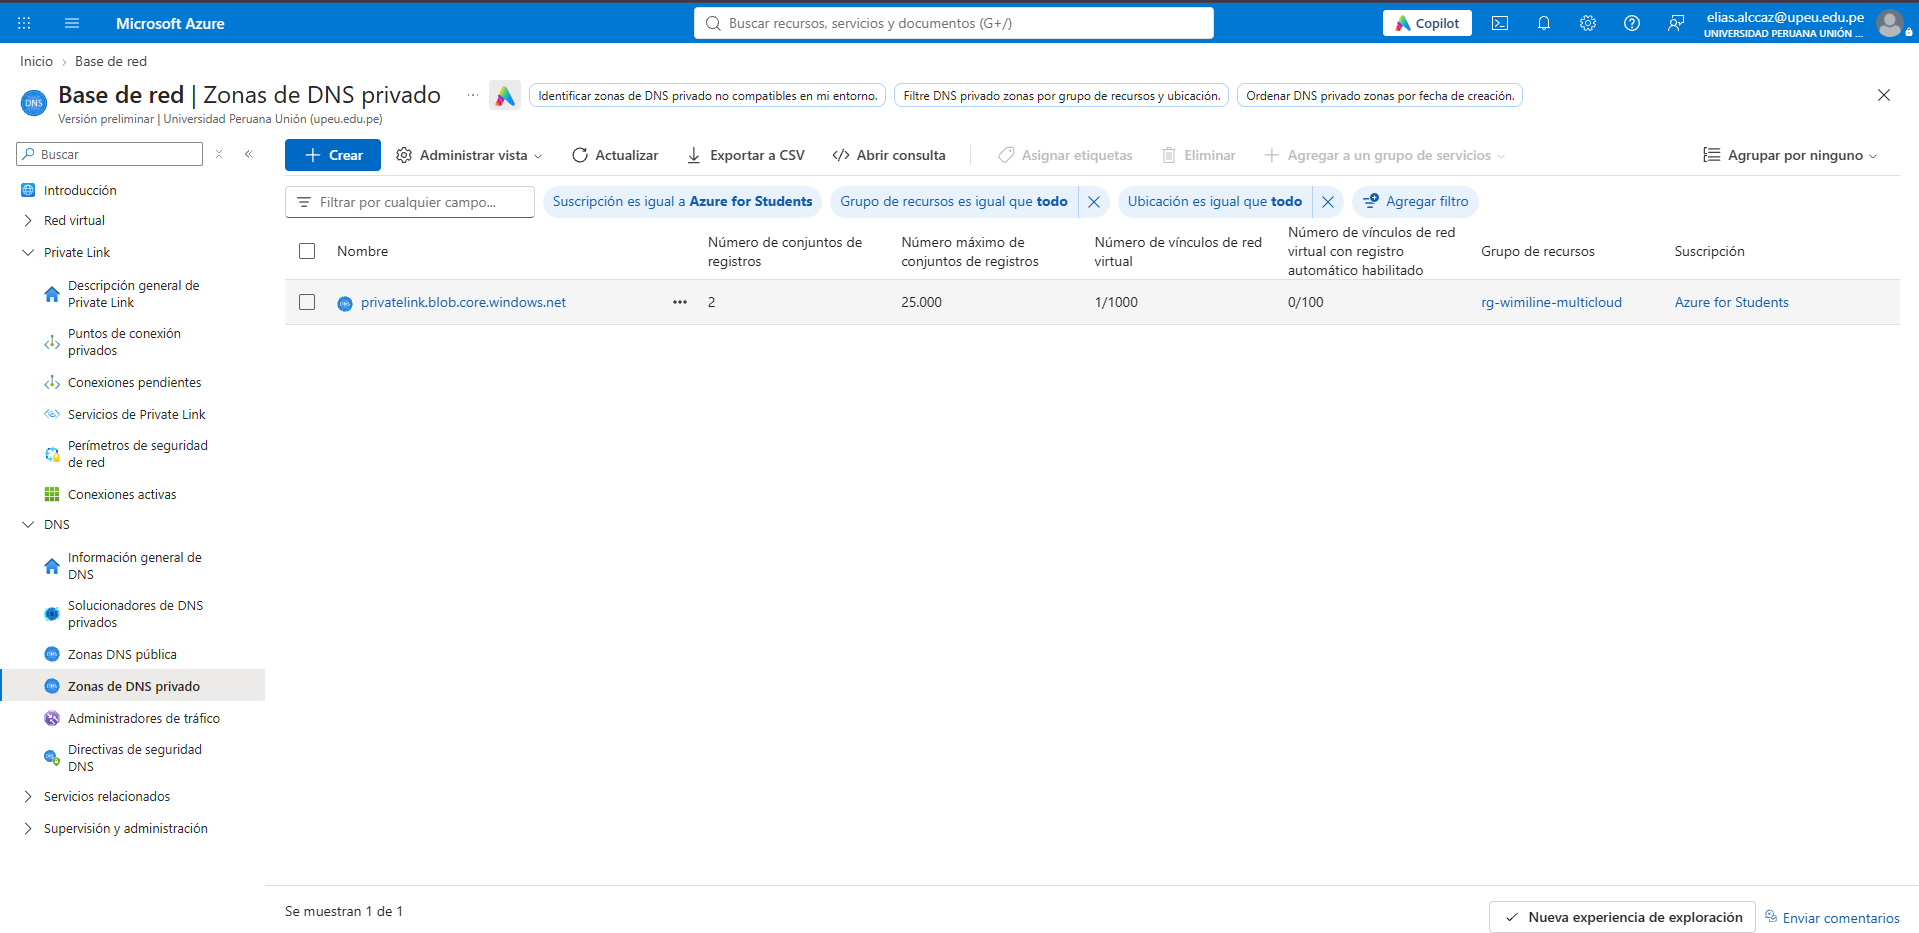 Microsoft Azure
Buscar recursos, servicios y documentos (G+/)
Copilot
elias.alccaz@upeu.edu.pe
UNIVERSIDAD PERUANA UNIÓN ...
Inicio > Base de red
Base de red | Zonas de DNS privado
...
Identificar zonas de DNS privado no compatibles en mi entorno.
Filtre DNS privado zonas por grupo de recursos y ubicación.
Ordenar DNS privado zonas por fecha de creación.
Versión preliminar | Universidad Peruana Unión (upeu.edu.pe)
Buscar
Introducción
Red virtual
Private Link
Descripción general de
Private Link
Puntos de conexión
privados
Conexiones pendientes
Servicios de Private Link
Perímetros de seguridad
de red
Conexiones activas
DNS
Información general de
DNS
Solucionadores de DNS
privados
Zonas DNS pública
Zonas de DNS privado
Administradores de tráfico
Directivas de seguridad
DNS
Servicios relacionados
Supervisión y administración
Crear
Administrar vista
Actualizar
Exportar a CSV
Abrir consulta
Asignar etiquetas
Eliminar
Agregar a un grupo de servicios
Agrupar por ninguno
Filtrar por cualquier campo...
Suscripción es igual a Azure for Students
Grupo de recursos es igual que todo
Ubicación es igual que todo
Agregar filtro
Nombre
Número de conjuntos de
registros
Número máximo de
conjuntos de registros
Número de vínculos de red
virtual
Número de vínculos de red
virtual con registro
automático habilitado
Grupo de recursos
Suscripción
privatelink.blob.core.windows.net
2
25.000
1/1000
0/100
rg-wimiline-multicloud
Azure for Students
Se muestran 1 de 1
Nueva experiencia de exploración
Enviar comentarios